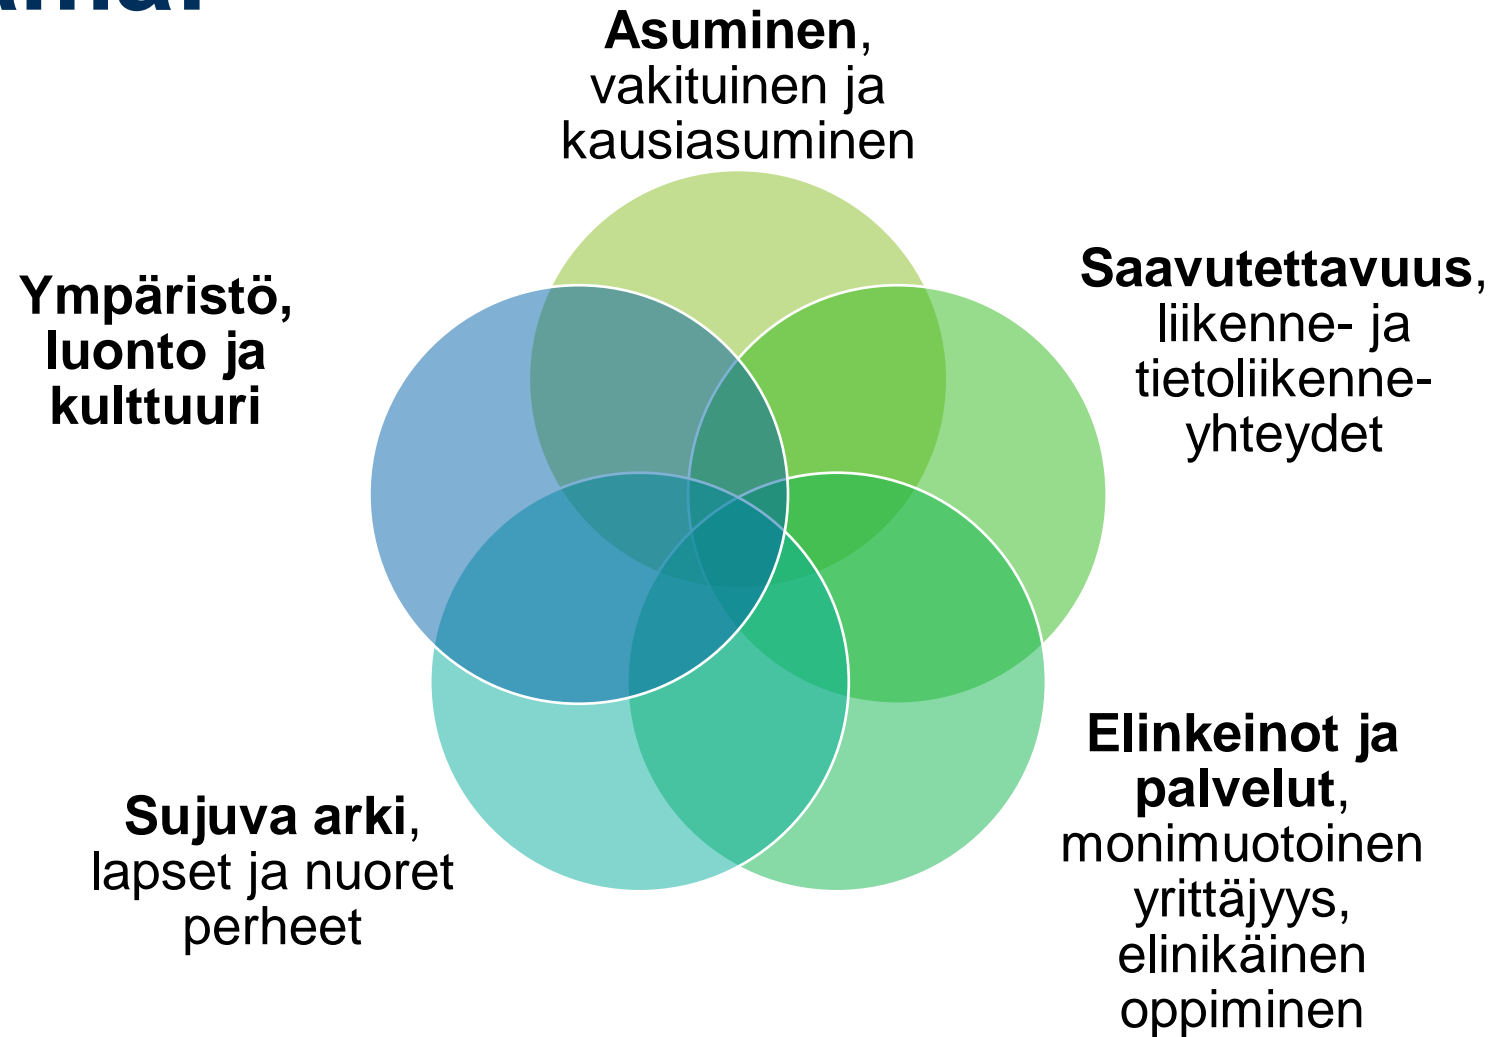 Asuminen,
vakituinen ja
kausiasuminen
Saavutettavuus,
liikenne- ja
tietoliikenne-
yhteydet
Elinkeinot ja
palvelut,
monimuotoinen
yrittäjyys,
elinikäinen
oppiminen
Sujuva arki,
lapset ja nuoret
perheet
Ympäristö,
luonto ja
kulttuuri